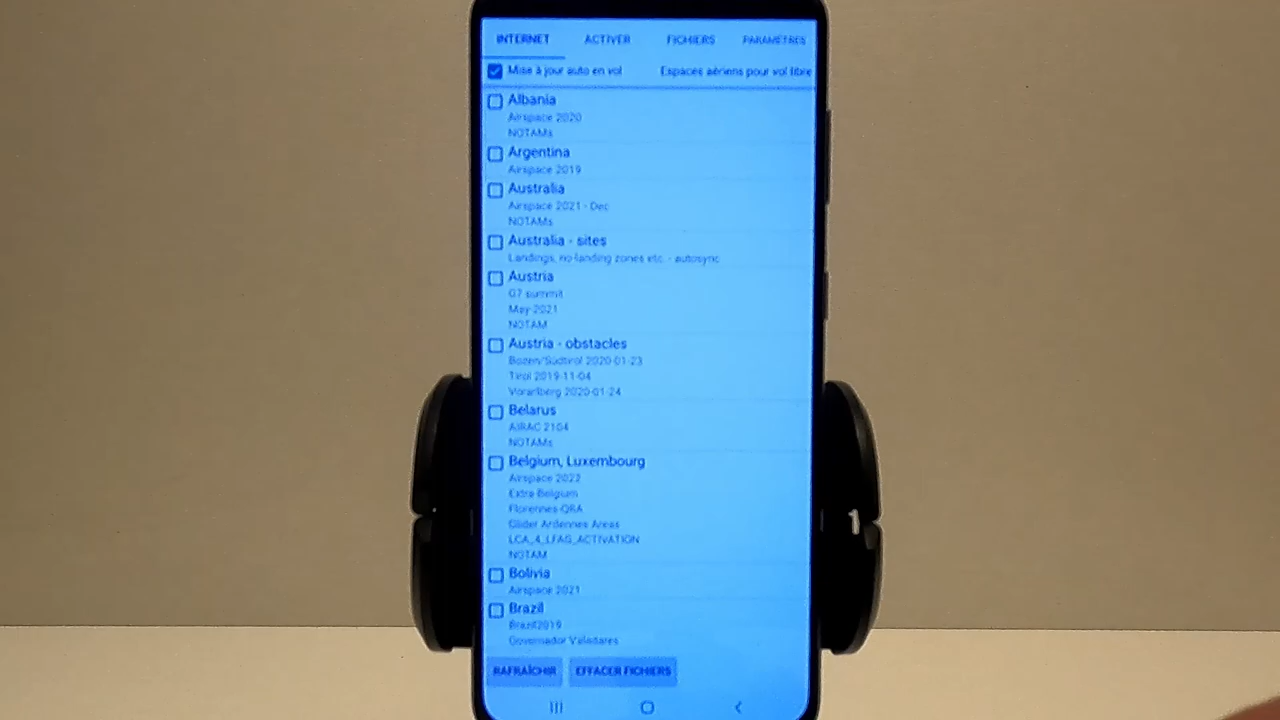 INTERNET ACTIVER FICHIERS PARAMÈTRES
Mise à jour auto en vol Espaces aériens pour vol libre
Albania
Airspace 2020
NOTAMs
Argentina
Airspace 2019
Australia
Airspace 2021 - Dec
NOTAMs
Australia - sites
Landings, no-landing zones etc. - autosync
Austria
G7 summit
May 2021
NOTAM
Austria - obstacles
Bozen/Südtirol 2020-01-23
Tirol 2019-11-04
Vorarlberg 2020-01-24
Belarus
AIRAC 2104
NOTAMs
Belgium, Luxembourg
Airspace 2022
Extra Belgium
Florennes QRA
Glider Ardennes Areas
LCA_4_LFAG_ACTIVATION
NOTAM
Bolivia
Airspace 2021
Brazil
Brazil2019
Governador Valadares
RAFRAÎCHIR EFFACER FICHIERS
1